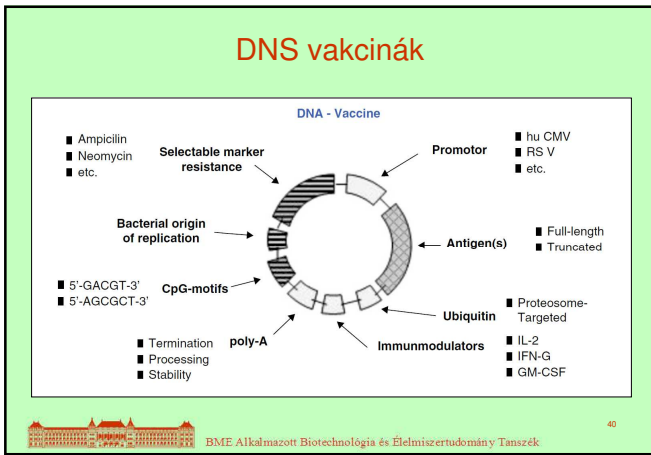 DNS vakcinák
DNA - Vaccine
■ Ampicilin
■ Neomycin
■ etc.
Selectable marker
resistance
Promotor
■ hu CMV
■ RS V
■ etc.
Bacterial origin
of replication
Antigen(s)
■ Full-length
■ Truncated
■ 5'-GACGT-3'
■ 5'-AGCGCT-3'
CpG-motifs
Ubiquitin
■ Proteosome-
Targeted
■ Termination
■ Processing
■ Stability
poly-A
Immunmodulators
■ IL-2
■ IFN-G
■ GM-CSF
40
BME Alkalmazott Biotechnológia és Élelmiszertudomány Tanszék